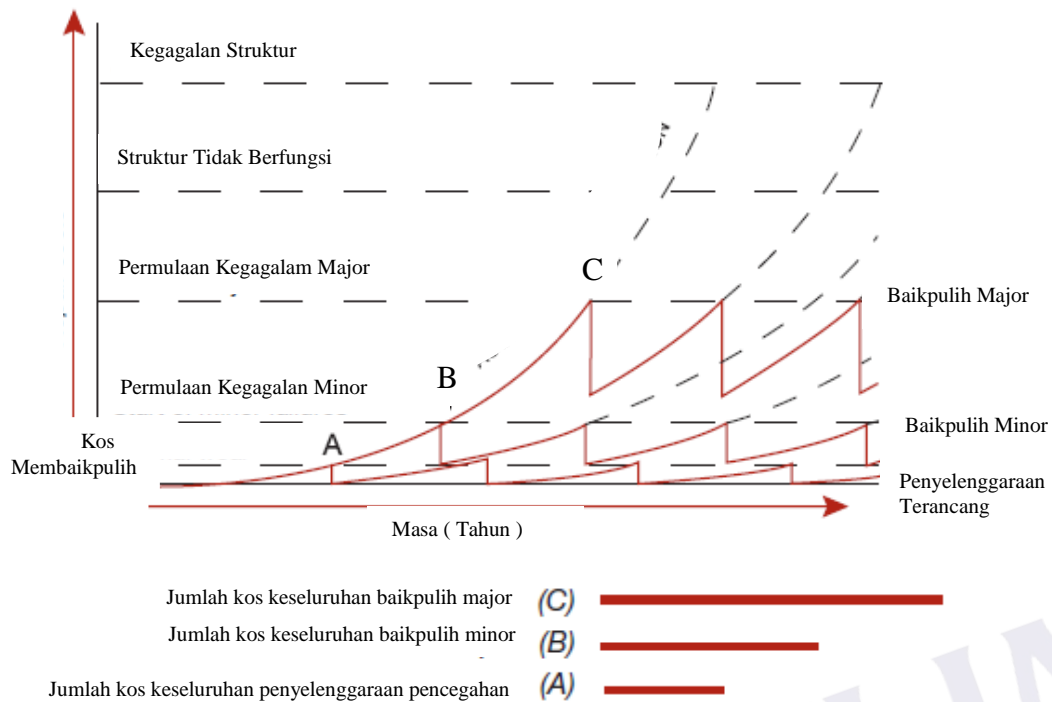 Kegagalan Struktur
Struktur Tidak Berfungsi
Permulaan Kegagalam Major
C
Baikpulih Major
Permulaan Kegagalan Minor
B
Baikpulih Minor
A
Kos
Membaikpulih
Penyelenggaraan
Terancang
Masa ( Tahun )
Jumlah kos keseluruhan baikpulih major (C)
Jumlah kos keseluruhan baikpulih minor (B)
Jumlah kos keseluruhan penyelenggaraan pencegahan (A)